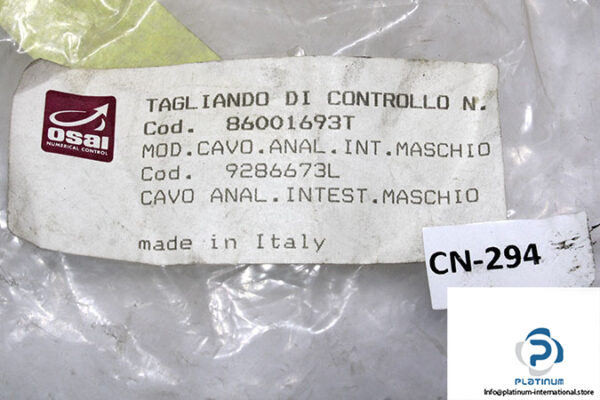 osai
NUMERICAL CONTROL
TAGLIANDO DI CONTROLLO N.
Cod. 86001693T
MOD.CAVO.ANAL.INT.MASCHIO
Cod. 9286673L
CAVO ANAL.INTEST.MASCHIO
made in Italy
CN-294
PLATINUM
INTERNATIONAL
Info@platinum-international.store